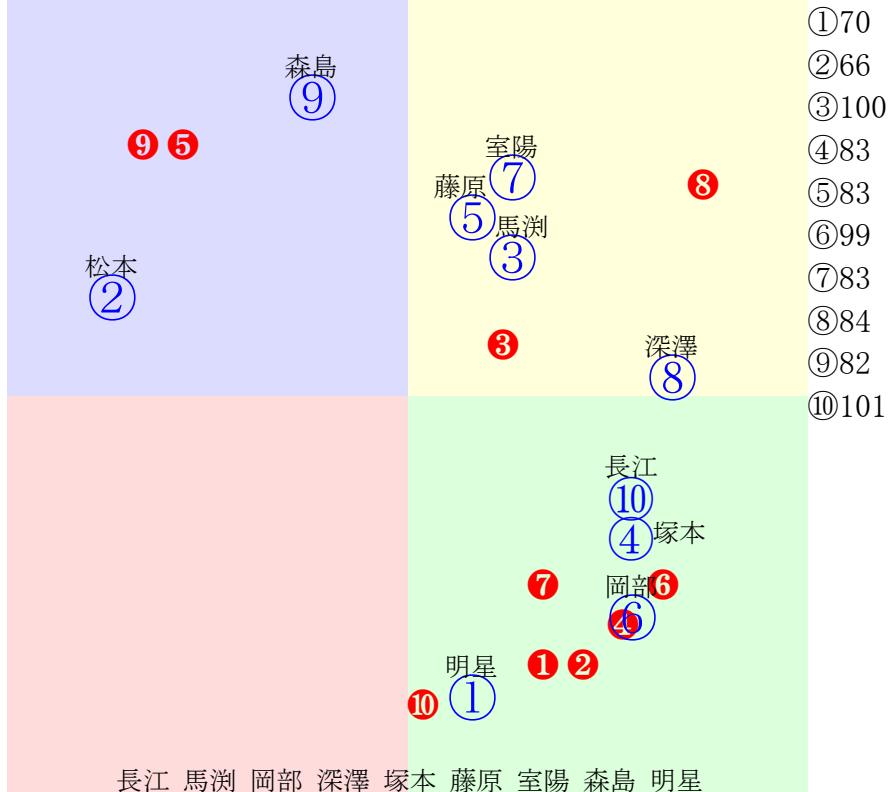 ①70
森島
②66
⑨
③100
❾ ❺
④83
室陽
⑦
❽
⑤83
藤原
⑤
馬渕
⑥99
③
松本
②
⑦83
❸
深澤
⑧84
⑧
⑨82
⑩101
長江
⑩
④ 塚本
❼
岡部
❻
❹
⑥
明星
❶ ❷
①
❿
長江 馬渕 岡部 深澤 塚本 藤原 室陽 森島 明星